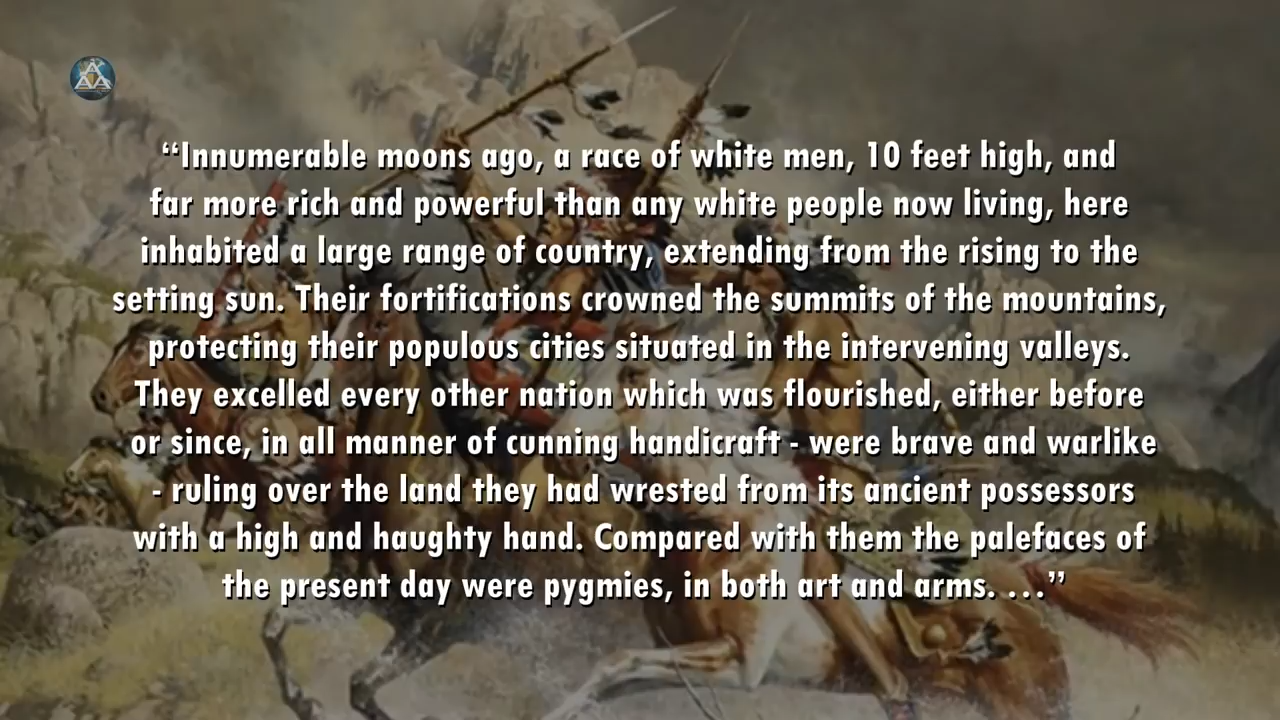 “Innumerable moons ago, a race of white men, 10 feet high, and
far more rich and powerful than any white people now living, here
inhabited a large range of country, extending from the rising to the
setting sun. Their fortifications crowned the summits of the mountains,
protecting their populous cities situated in the intervening valleys.
They excelled every other nation which was flourished, either before
or since, in all manner of cunning handicraft - were brave and warlike
- ruling over the land they had wrested from its ancient possessors
with a high and haughty hand. Compared with them the palefaces of
the present day were pygmies, in both art and arms. …”